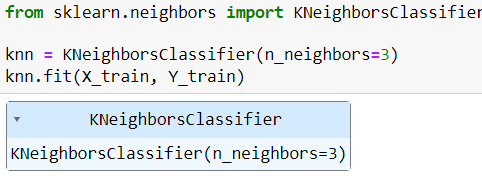 from sklearn.neighbors import KNeighborsClassifier
knn = KNeighborsClassifier(n_neighbors=3)
knn.fit(X_train, Y_train)
KNeighborsClassifier
KNeighborsClassifier(n_neighbors=3)